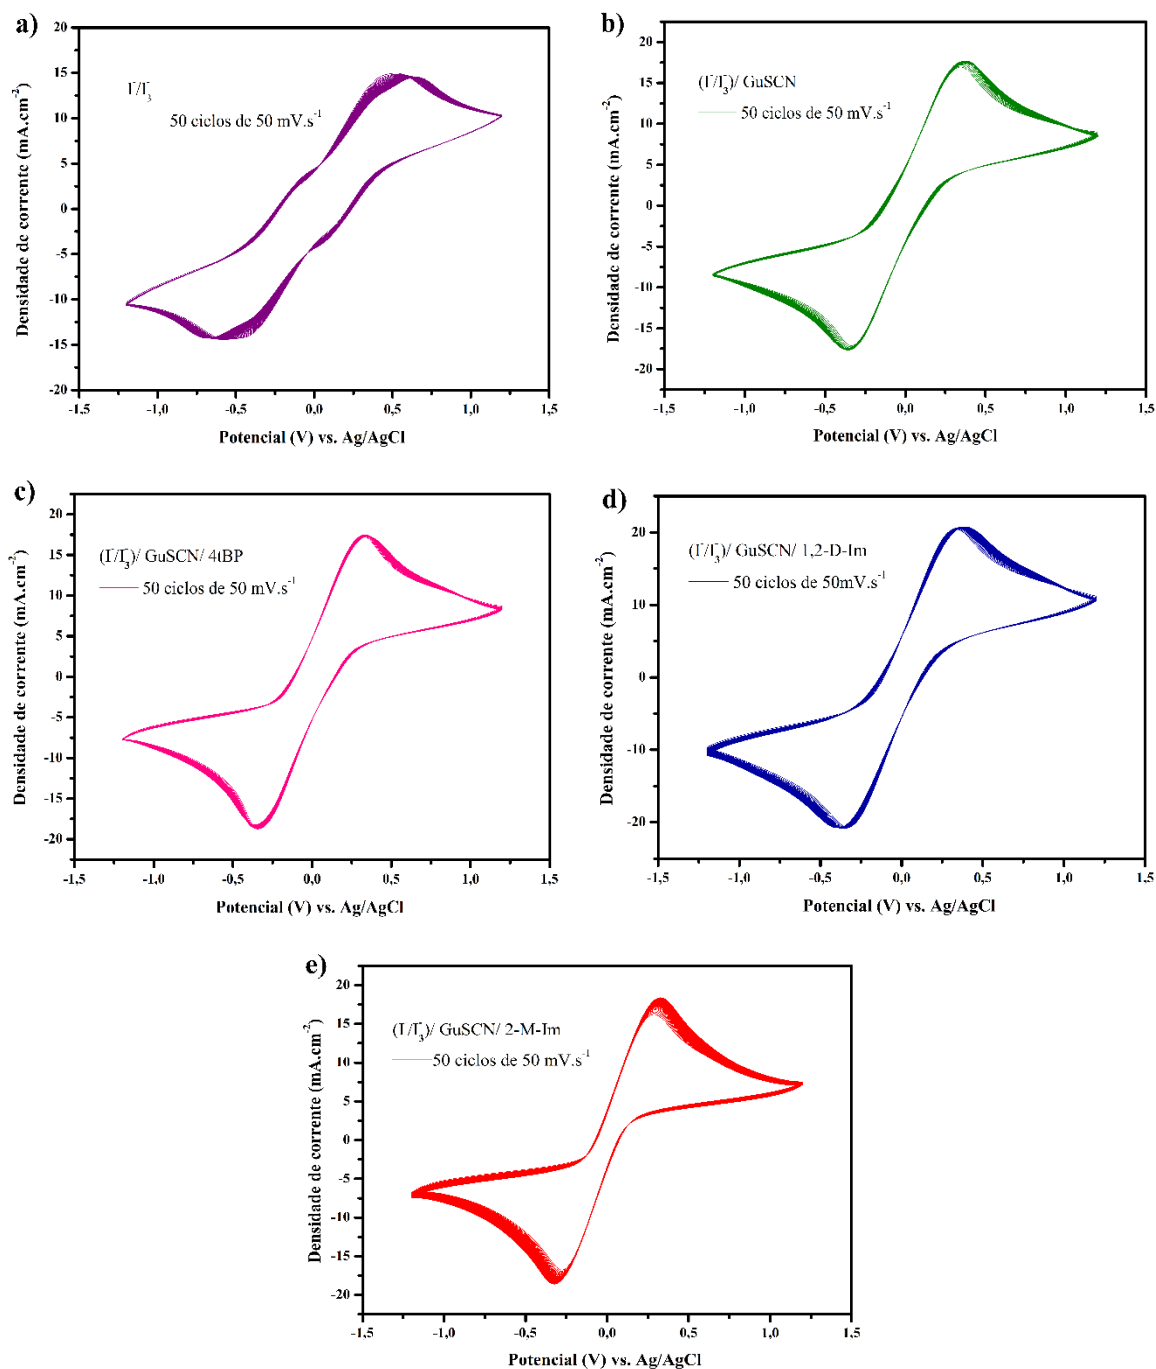 a)
I⁻/I₃⁻
50 ciclos de 50 mV.s⁻¹
Densidade de corrente (mA.cm⁻²)
20
15
10
5
0
-5
-10
-15
-20
-1,5 -1,0 -0,5 0,0 0,5 1,0 1,5
Potencial (V) vs. Ag/AgCl
b)
(I⁻/I₃⁻)/ GuSCN
50 ciclos de 50 mV.s⁻¹
Densidade de corrente (mA.cm⁻²)
20
15
10
5
0
-5
-10
-15
-20
-1,5 -1,0 -0,5 0,0 0,5 1,0 1,5
Potencial (V) vs. Ag/AgCl
c)
(I⁻/I₃⁻)/ GuSCN/ 4tBP
50 ciclos de 50 mV.s⁻¹
Densidade de corrente (mA.cm⁻²)
20
15
10
5
0
-5
-10
-15
-20
-1,5 -1,0 -0,5 0,0 0,5 1,0 1,5
Potencial (V) vs. Ag/AgCl
d)
(I⁻/I₃⁻)/ GuSCN/ 1,2-D-Im
50 ciclos de 50mV.s⁻¹
Densidade de corrente (mA.cm⁻²)
20
10
0
-10
-20
-1,5 -1,0 -0,5 0,0 0,5 1,0 1,5
Potencial (V) vs. Ag/AgCl
e)
(I⁻/I₃⁻)/ GuSCN/ 2-M-Im
50 ciclos de 50 mV.s⁻¹
Densidade de corrente (mA.cm⁻²)
20
15
10
5
0
-5
-10
-15
-20
-1,5 -1,0 -0,5 0,0 0,5 1,0 1,5
Potencial (V) vs. Ag/AgCl